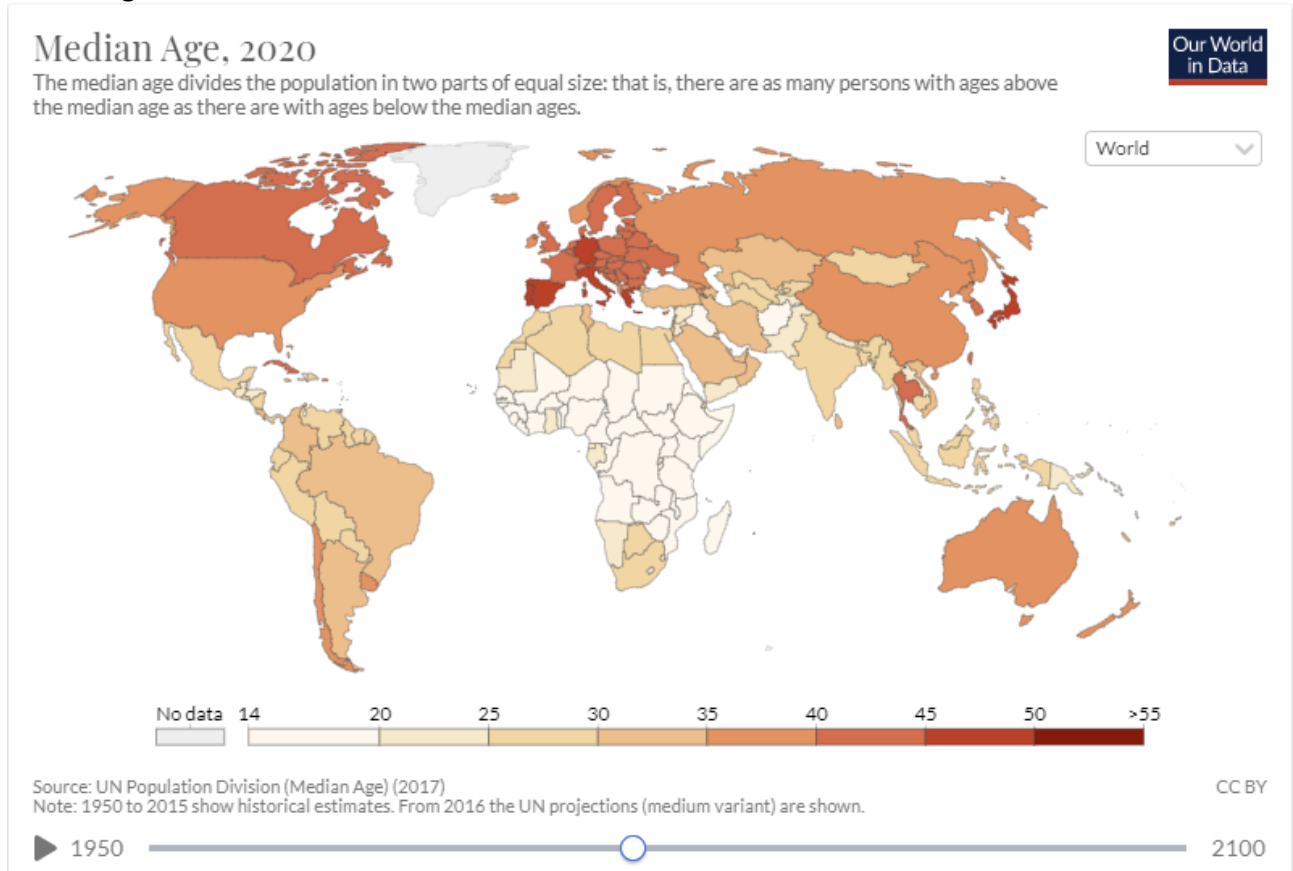 Median Age, 2020
Our World
in Data
The median age divides the population in two parts of equal size: that is, there are as many persons with ages above
the median age as there are with ages below the median ages.
World
No data 14 20 25 30 35 40 45 50 >55
Source: UN Population Division (Median Age) (2017)
CC BY
Note: 1950 to 2015 show historical estimates. From 2016 the UN projections (medium variant) are shown.
1950 2100